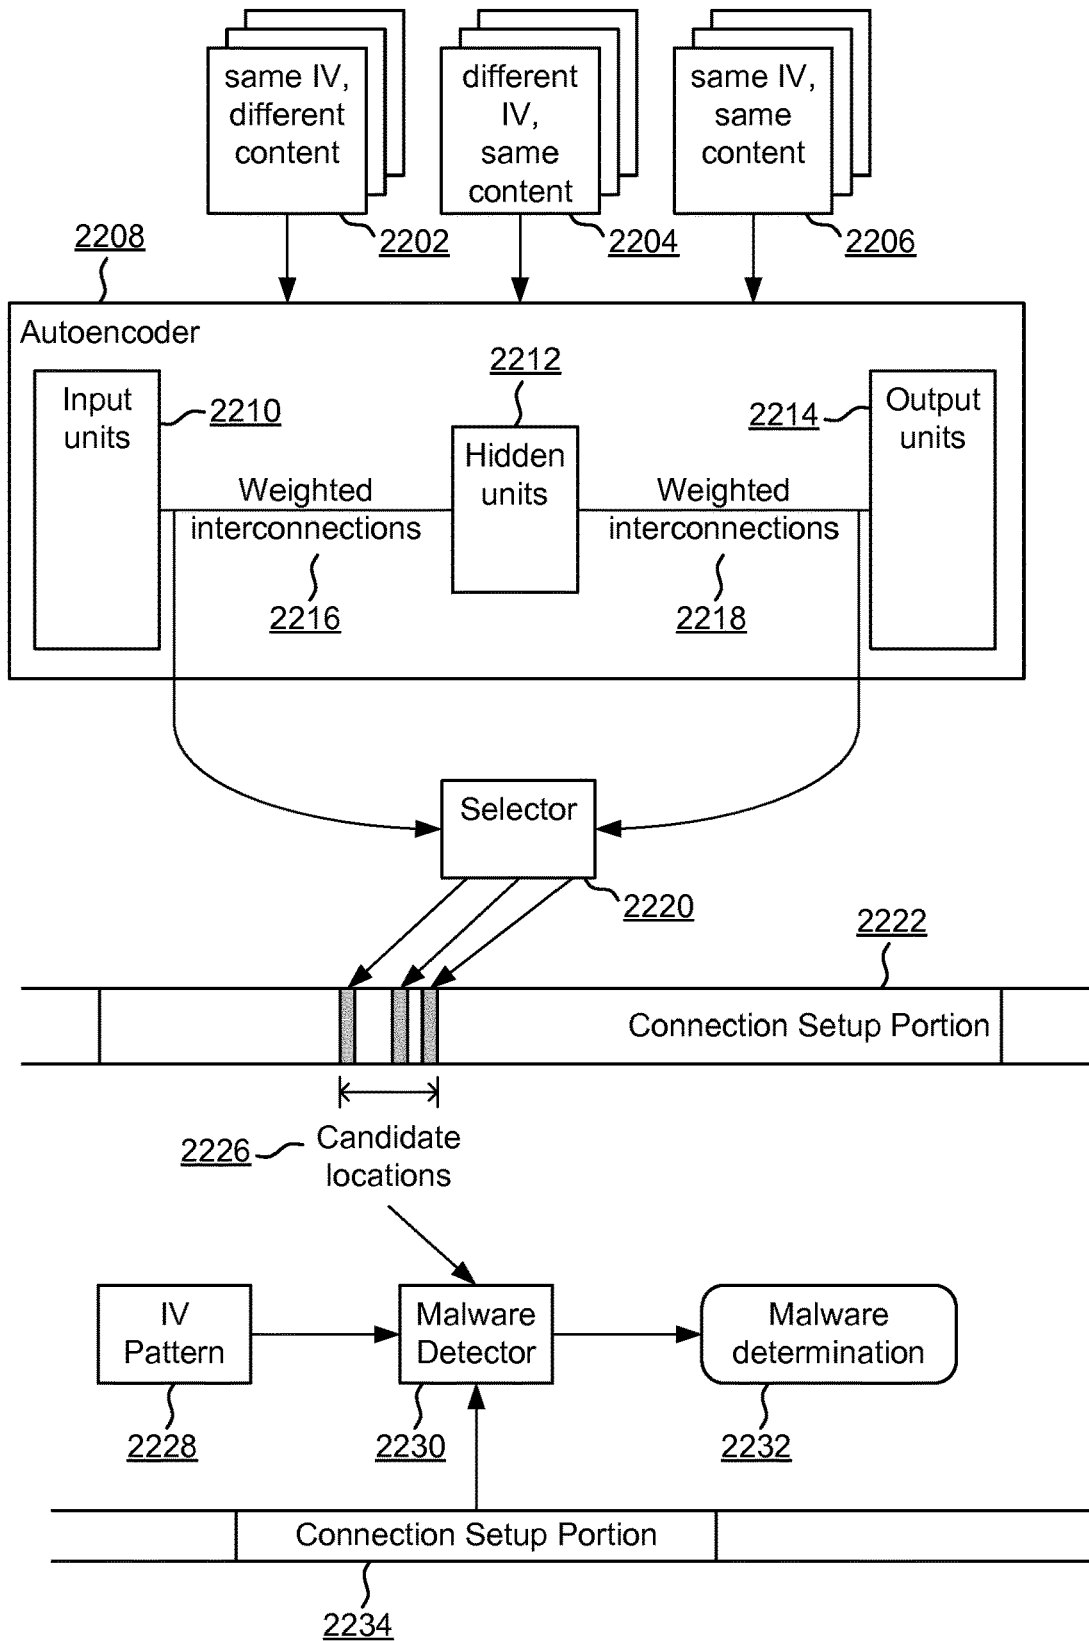 same IV,
different
content
different
IV,
same
content
same IV,
same
content
2202
2204
2206
2208
Autoencoder
Input
units
2210
2212
Hidden
units
2214
Output
units
Weighted
interconnections
2216
Weighted
interconnections
2218
Selector
2220
2222
Connection Setup Portion
2226
Candidate
locations
IV
Pattern
2228
Malware
Detector
2230
Malware
determination
2232
Connection Setup Portion
2234